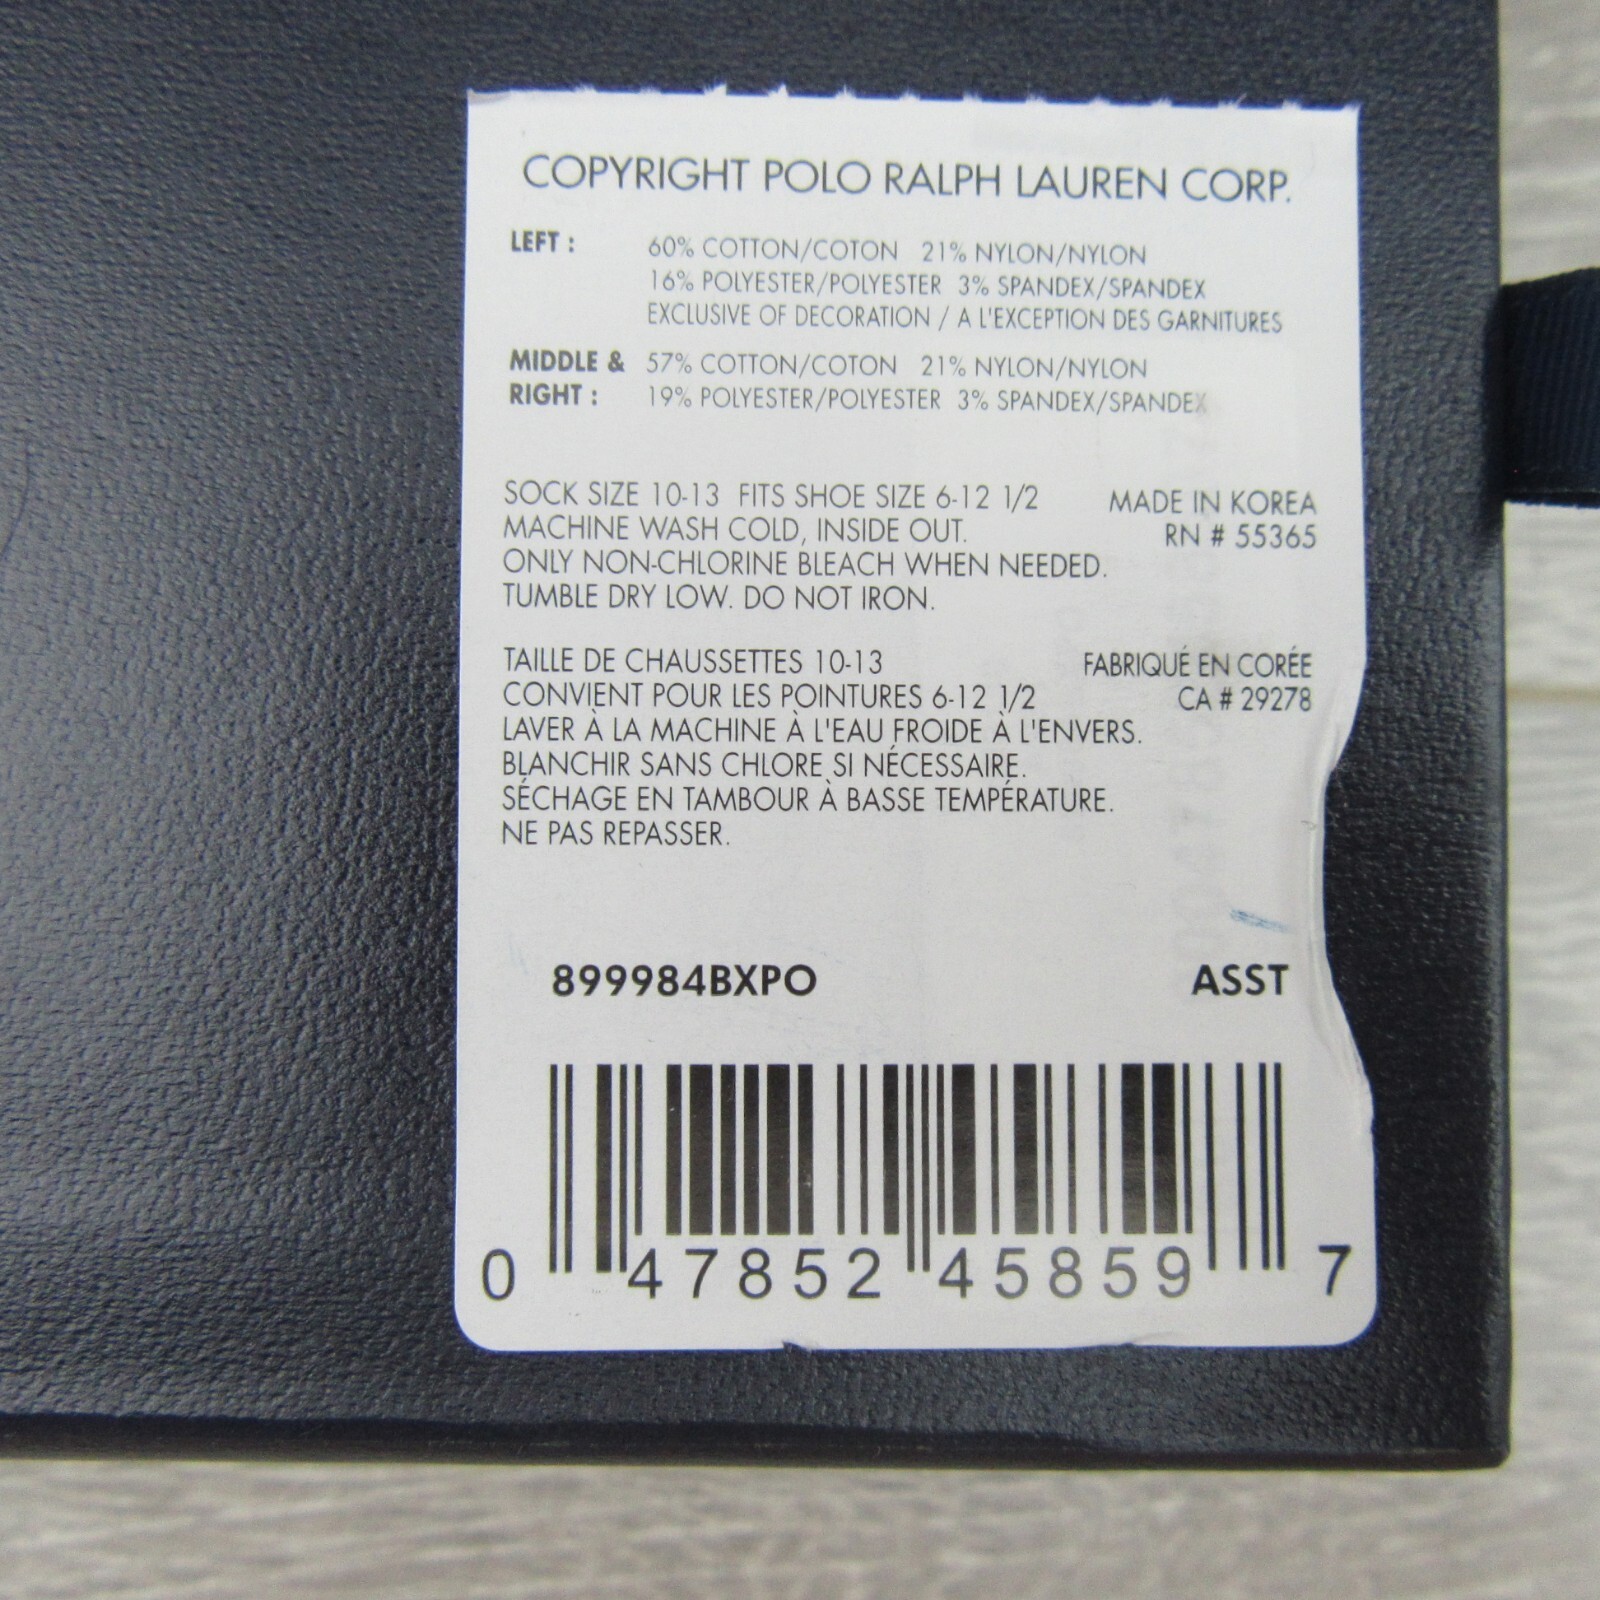 COPYRIGHT POLO RALPH LAUREN CORP.
LEFT : 60% COTTON/COTON 21% NYLON/NYLON
16% POLYESTER/POLYESTER 3% SPANDEX/SPANDEX
EXCLUSIVE OF DECORATION / A L'EXCEPTION DES GARNITURES
MIDDLE & 57% COTTON/COTON 21% NYLON/NYLON
RIGHT : 19% POLYESTER/POLYESTER 3% SPANDEX/SPANDEX
SOCK SIZE 10-13 FITS SHOE SIZE 6-12 1/2 MADE IN KOREA
MACHINE WASH COLD, INSIDE OUT. RN # 55365
ONLY NON-CHLORINE BLEACH WHEN NEEDED.
TUMBLE DRY LOW. DO NOT IRON.
TAILLE DE CHAUSSETTES 10-13 FABRIQUÉ EN CORÉE
CONVIENT POUR LES POINTURES 6-12 1/2 CA # 29278
LAVER À LA MACHINE À L'EAU FROIDE À L'ENVERS.
BLANCHIR SANS CHLORE SI NÉCESSAIRE.
SÉCHAGE EN TAMBOUR À BASSE TEMPÉRATURE.
NE PAS REPASSER.
899984BXPO ASST
0 47852 45859 7